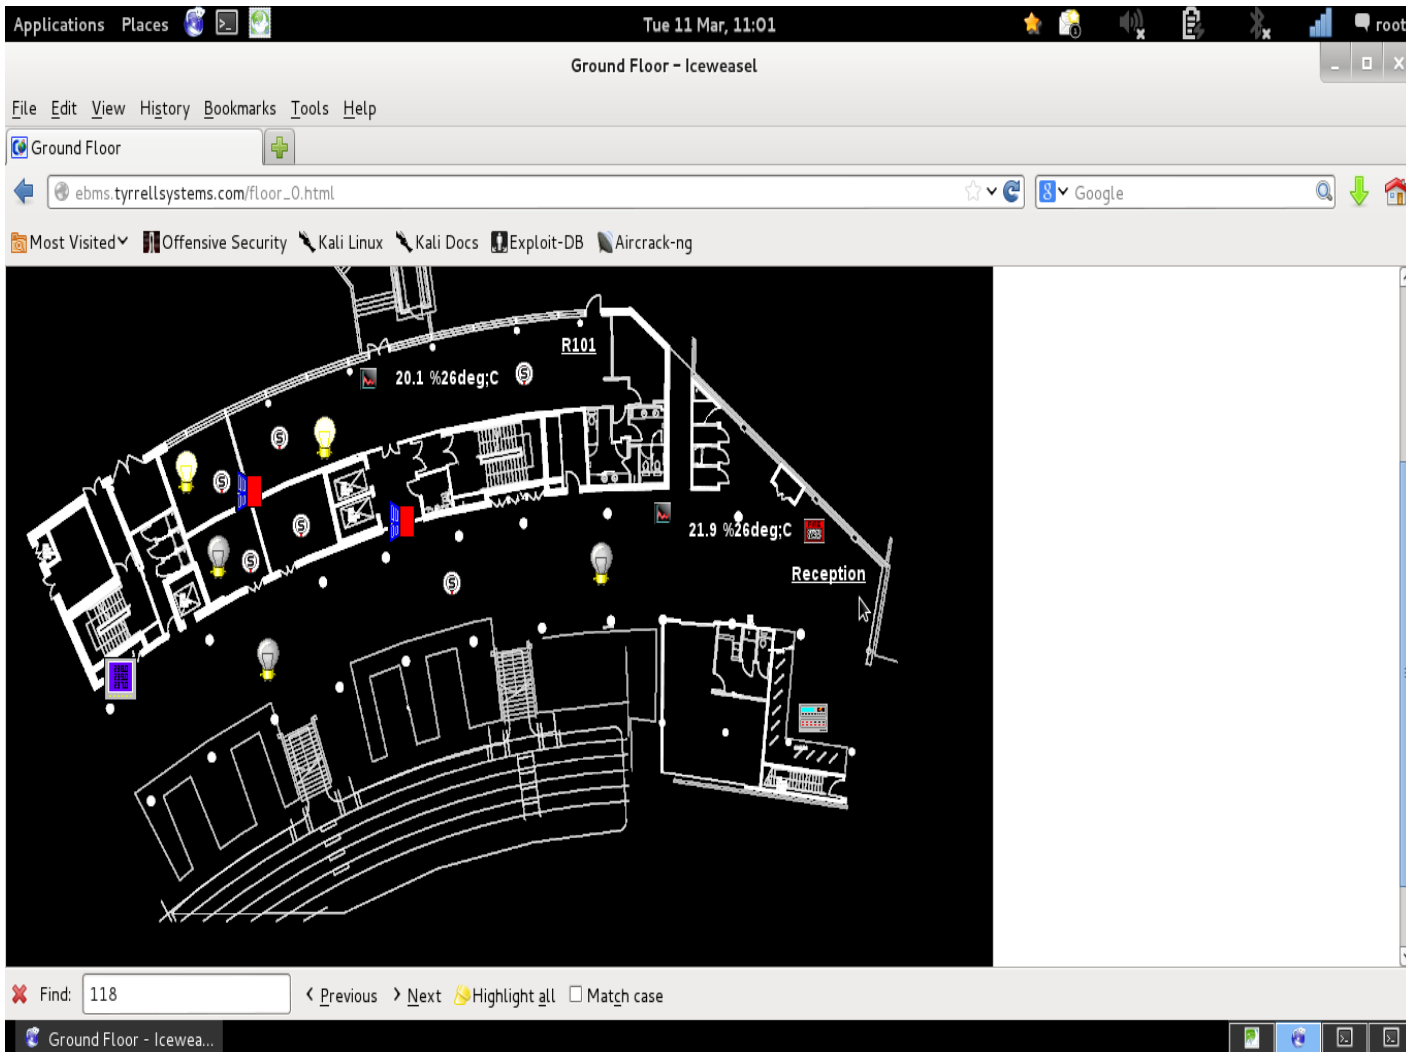 Applications Places Tue 11 Mar, 11:01 1 root
Ground Floor - Iceweasel
File Edit View History Bookmarks Tools Help
Ground Floor
ebms.tyrrellsystems.com/floor_0.html 8 Google
Most Visited Offensive Security Kali Linux Kali Docs Exploit-DB Aircrack-ng
R101
20.1 %26deg;C S
S
S
S
21.9 %26deg;C
S
Reception
S
Find: 118 Previous Next Highlight all Match case
Ground Floor - Icewea...